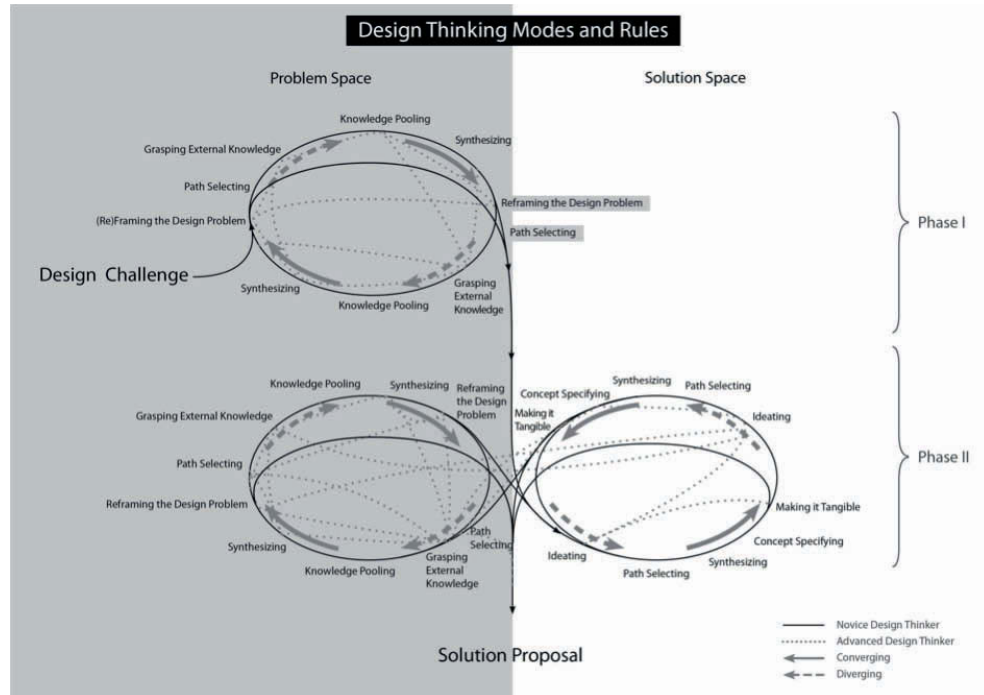 Design Thinking Modes and Rules
Problem Space
Solution Space
Knowledge Pooling
Synthesizing
Grasping External Knowledge
Path Selecting
Reframing the Design Problem
(Re)Framing the Design Problem
Path Selecting
Phase I
Design Challenge
Synthesizing
Grasping
External
Knowledge
Knowledge Pooling
Knowledge Pooling
Synthesizing
Reframing
the Design
Problem
Grasping External Knowledge
Path Selecting
Reframing the Design Problem
Synthesizing
Knowledge Pooling
Grasping
External
Knowledge
Path
Selecting
Synthesizing
Concept Specifying
Path Selecting
Making it
Tangible
Ideating
Phase II
Making it Tangible
Concept Specifying
Ideating
Synthesizing
Path Selecting
Solution Proposal
Novice Design Thinker
Advanced Design Thinker
Converging
Diverging